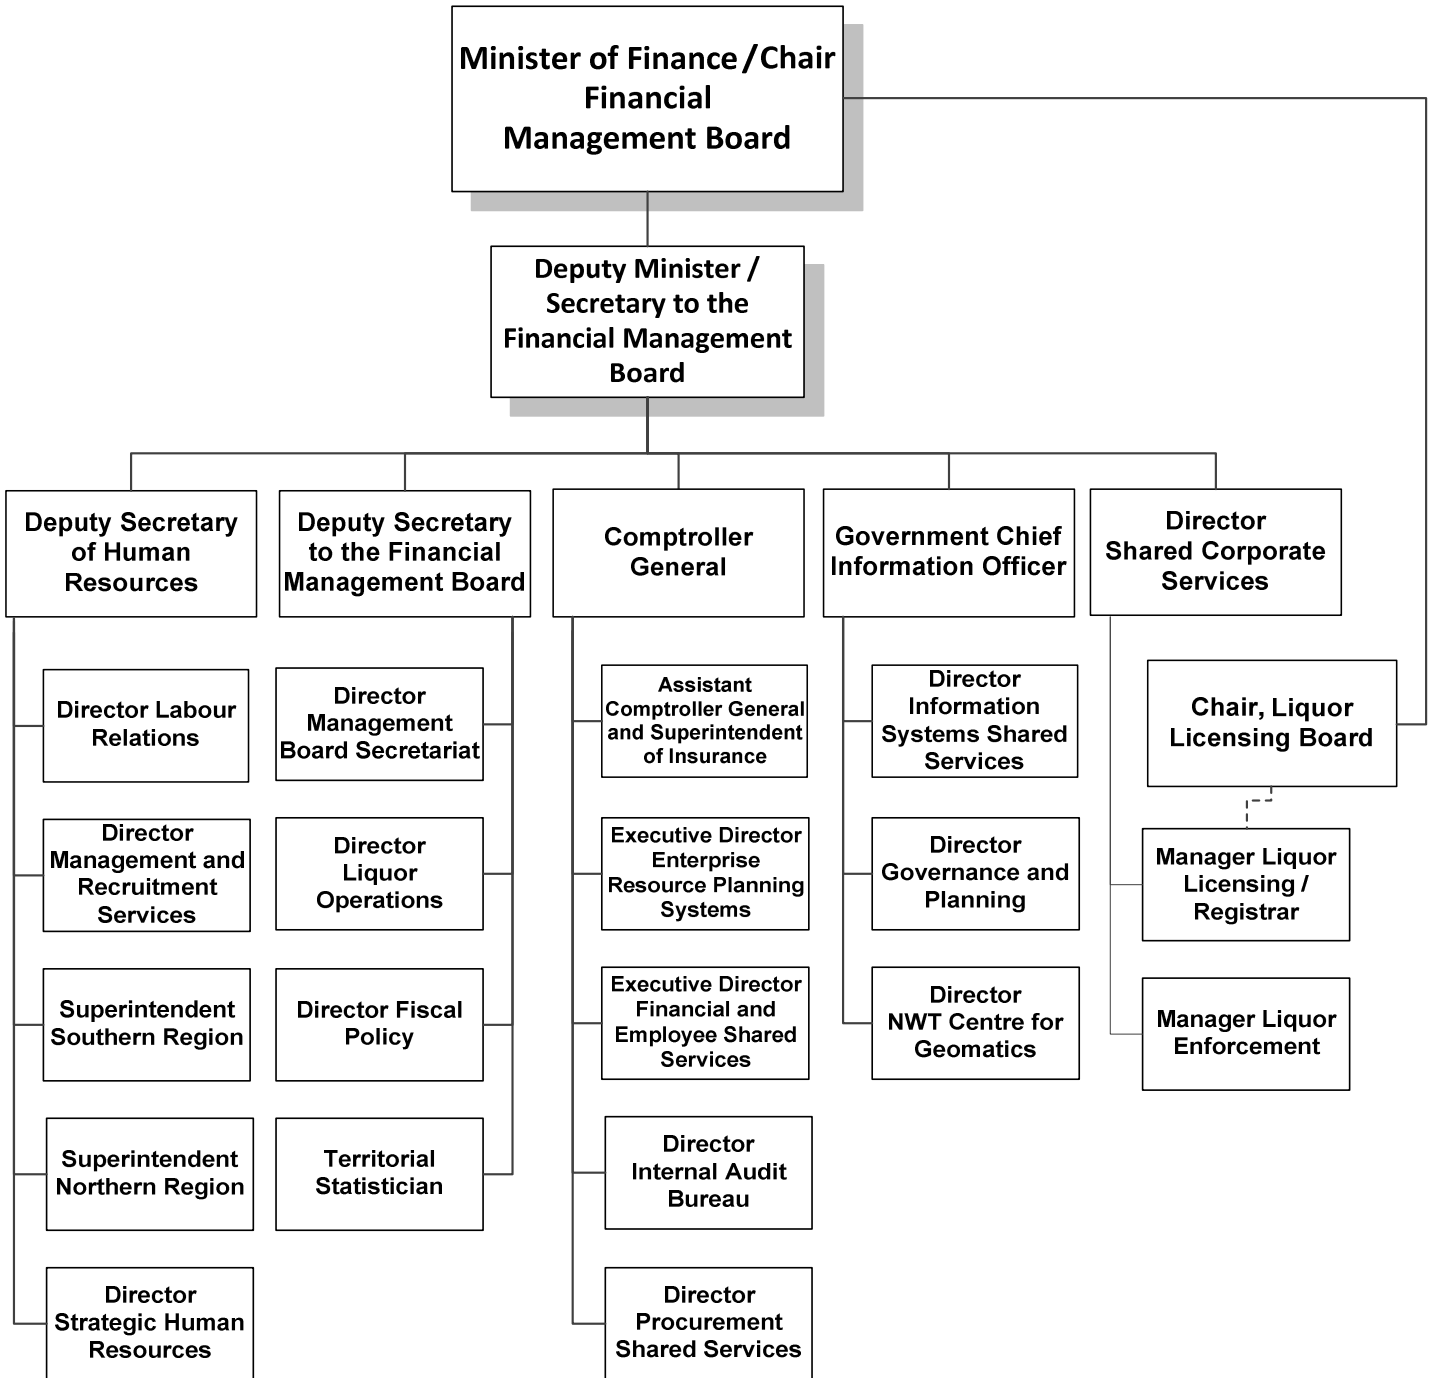 Minister of Finance/Chair
Financial
Management Board
Deputy Minister /
Secretary to the
Financial Management
Board
Deputy Secretary
of Human
Resources
Deputy Secretary
to the Financial
Management Board
Comptroller
General
Government Chief
Information Officer
Director
Shared Corporate
Services
Director Labour
Relations
Director
Management and
Recruitment
Services
Superintendent
Southern Region
Superintendent
Northern Region
Director
Strategic Human
Resources
Director
Management
Board Secretariat
Director
Liquor
Operations
Director Fiscal
Policy
Territorial
Statistician
Assistant
Comptroller General
and Superintendent
of Insurance
Executive Director
Enterprise
Resource Planning
Systems
Executive Director
Financial and
Employee Shared
Services
Director
Internal Audit
Bureau
Director
Procurement
Shared Services
Director
Information
Systems Shared
Services
Director
Governance and
Planning
Director
NWT Centre for
Geomatics
Chair, Liquor
Licensing Board
Manager Liquor
Licensing /
Registrar
Manager Liquor
Enforcement